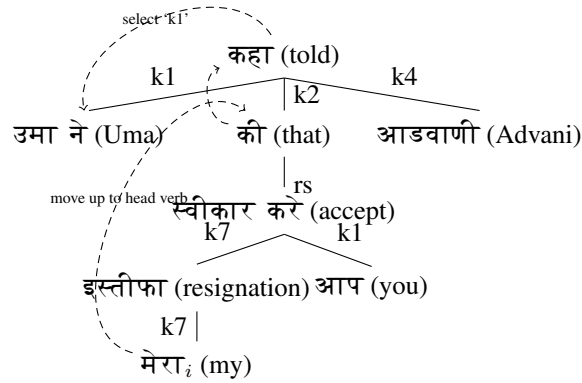 select ‘k1’
कहा (told)
k1 k2 k4
उमा ने (Uma) की (that) आडवाणी (Advani)
rs
move up to head verb
स्वीकार करे (accept)
k7 k1
इस्तीफा (resignation) आप (you)
k7
मेराᵢ (my)